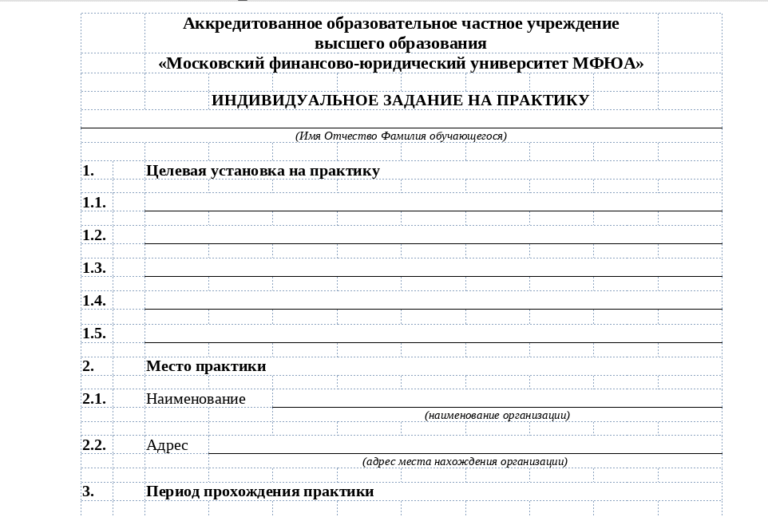 Аккредитованное образовательное частное учреждение
высшего образования
«Московский финансово-юридический университет МФЮА»
ИНДИВИДУАЛЬНОЕ ЗАДАНИЕ НА ПРАКТИКУ
(Имя Отчество Фамилия обучающегося)
1. Целевая установка на практику
1.1.
1.2.
1.3.
1.4.
1.5.
2. Место практики
2.1. Наименование
(наименование организации)
2.2. Адрес
(адрес места нахождения организации)
3. Период прохождения практики